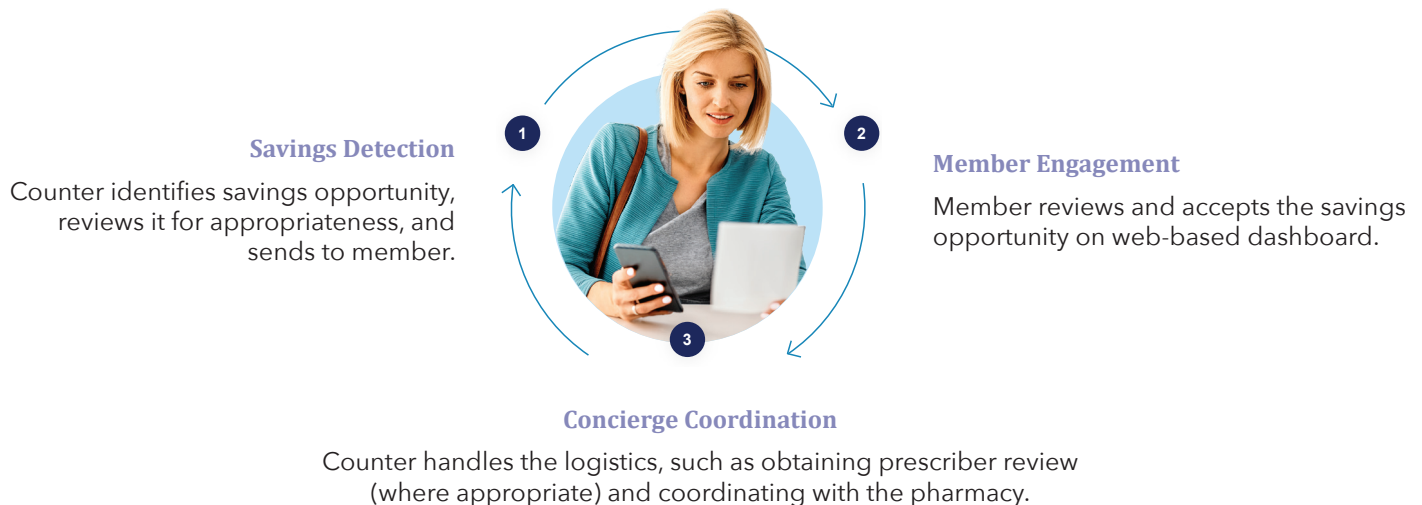 1
Savings Detection
Counter identifies savings opportunity,
reviews it for appropriateness, and
sends to member.
2
Member Engagement
Member reviews and accepts the savings
opportunity on web-based dashboard.
3
Concierge Coordination
Counter handles the logistics, such as obtaining prescriber review
(where appropriate) and coordinating with the pharmacy.